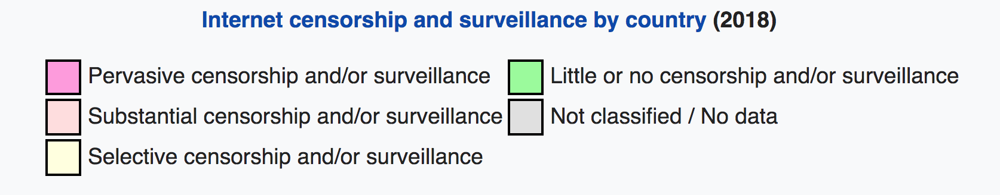 Internet censorship and surveillance by country (2018)
Pervasive censorship and/or surveillance
Substantial censorship and/or surveillance
Selective censorship and/or surveillance
Little or no censorship and/or surveillance
Not classified / No data